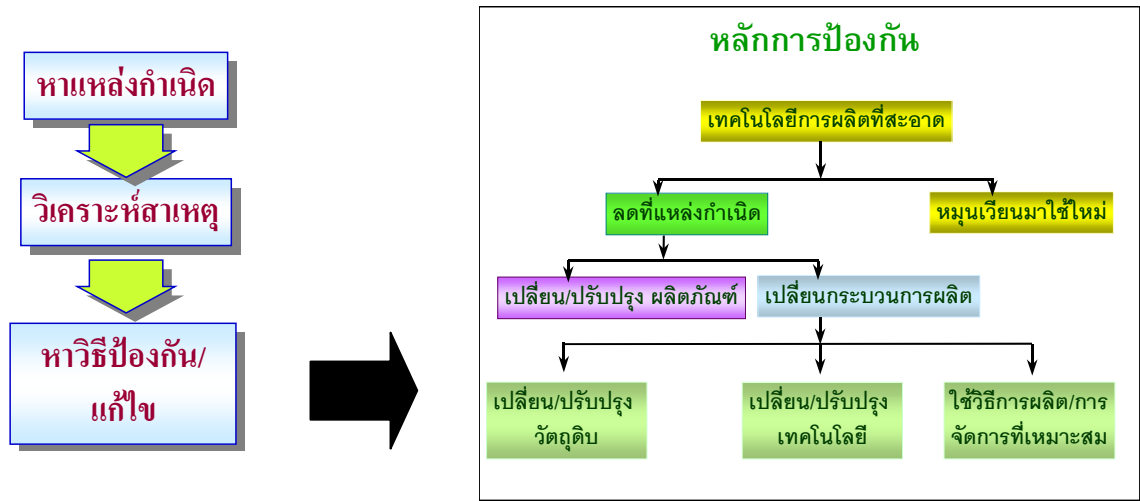 หาแหล่งกำเนิด
วิเคราะห์สาเหตุ
หาวิธีป้องกัน/
แก้ไข
หลักการป้องกัน
เทคโนโลยีการผลิตที่สะอาด
ลดที่แหล่งกำเนิด
หมุนเวียนมาใช้ใหม่
เปลี่ยน/ปรับปรุง ผลิตภัณฑ์
เปลี่ยนกระบวนการผลิต
เปลี่ยน/ปรับปรุง
วัตถุดิบ
เปลี่ยน/ปรับปรุง
เทคโนโลยี
ใช้วิธีการผลิต/การ
จัดการที่เหมาะสม